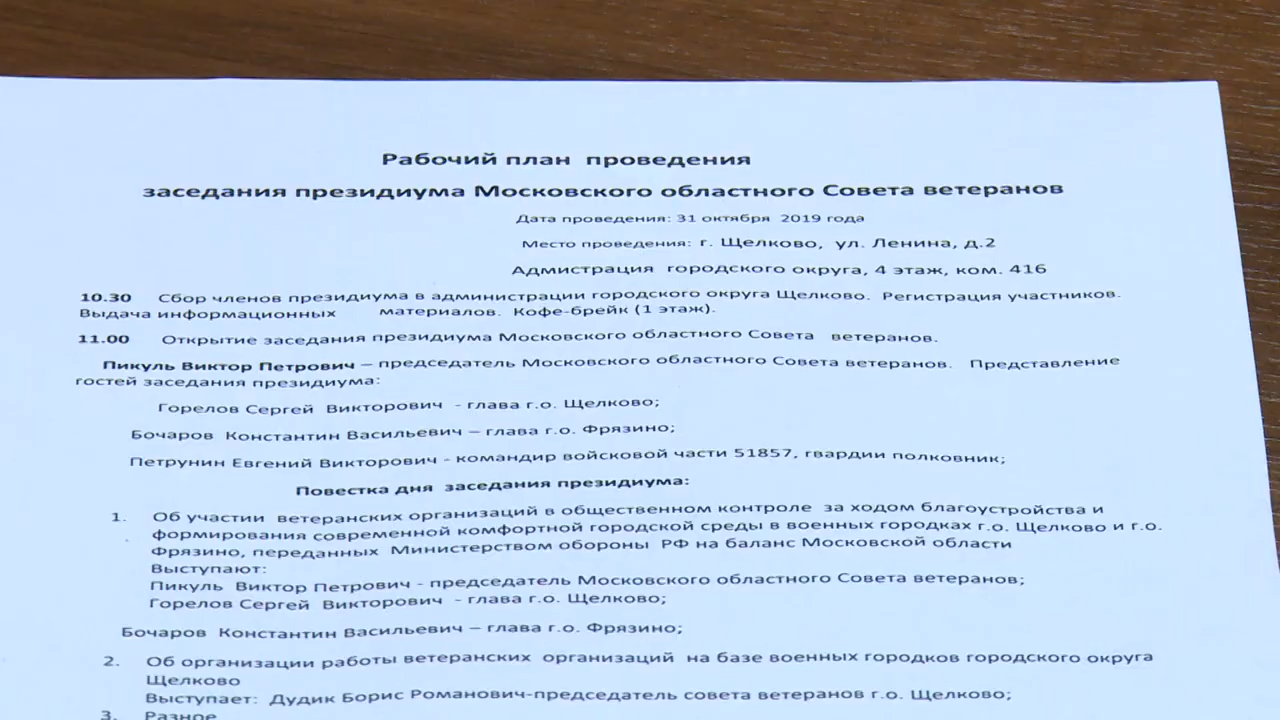 Рабочий план проведения
заседания президиума Московского областного Совета ветеранов
Дата проведения: 31 октября 2019 года
Место проведения: г. Щелково, ул. Ленина, д.2
Адмистрация городского округа, 4 этаж, ком. 416
10.30 Сбор членов президиума в администрации городского округа Щелково. Регистрация участников.
Выдача информационных материалов. Кофе-брейк (1 этаж).
11.00 Открытие заседания президиума Московского областного Совета ветеранов.
Пикуль Виктор Петрович – председатель Московского областного Совета ветеранов. Представление
гостей заседания президиума:
Горелов Сергей Викторович - глава г.о. Щелково;
Бочаров Константин Васильевич – глава г.о. Фрязино;
Петрунин Евгений Викторович - командир войсковой части 51857, гвардии полковник;
Повестка дня заседания президиума:
1. Об участии ветеранских организаций в общественном контроле за ходом благоустройства и
формирования современной комфортной городской среды в военных городках г.о. Щелково и г.о.
Фрязино, переданных Министерством обороны РФ на баланс Московской области
Выступают:
Пикуль Виктор Петрович - председатель Московского областного Совета ветеранов;
Горелов Сергей Викторович - глава г.о. Щелково;
Бочаров Константин Васильевич – глава г.о. Фрязино;
2. Об организации работы ветеранских организаций на базе военных городков городского округа
Щелково
Выступает: Дудик Борис Романович-председатель совета ветеранов г.о. Щелково;
3. Разное